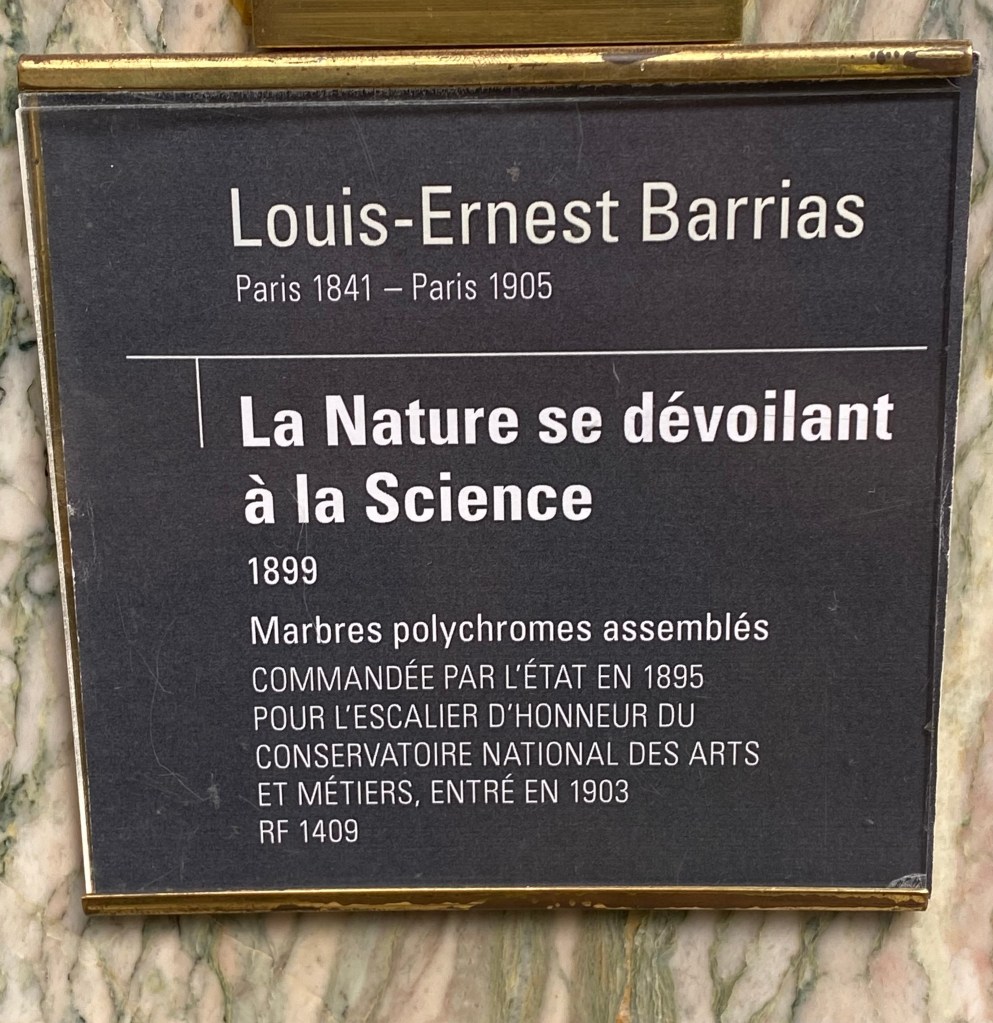 Louis-Ernest Barrias
Paris 1841 – Paris 1905
La Nature se dévoilant
à la Science
1899
Marbres polychromes assemblés
COMMANDÉE PAR L'ÉTAT EN 1895
POUR L'ESCALIER D'HONNEUR DU
CONSERVATOIRE NATIONAL DES ARTS
ET MÉTIERS, ENTRÉ EN 1903
RF 1409